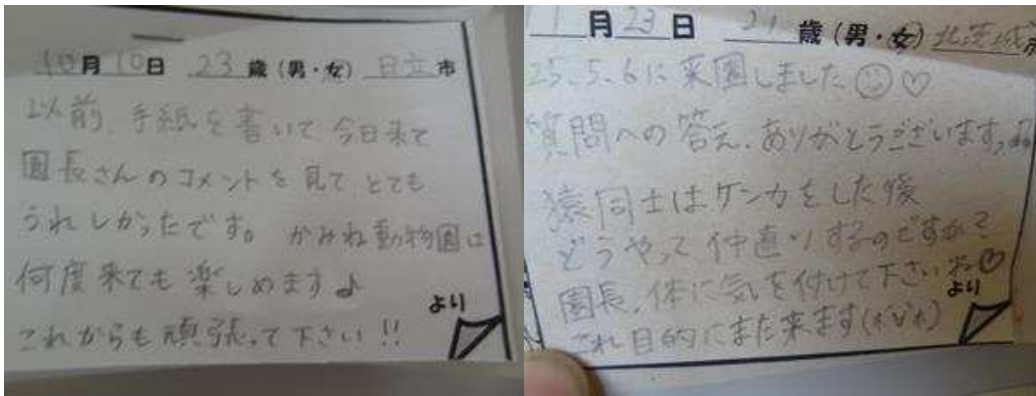 10月10日 23歳(男・女) 日立市
以前、手紙を書いて今日来て
園長さんのコメントを見てとても
うれしかったです。かみね動物園は
何度来ても楽しめます♪
これからも頑張って下さい!!
より
11月23日 21歳(男・女) 北茨城市
25.5.6に来園しました☺♡
質問への答え、ありがとうございます
猿同士はケンカをした後
どうやって仲直りするのですか?
園長、体に気を付けて下さいね♡
これ目的にまた来ます(*^v^*)
より